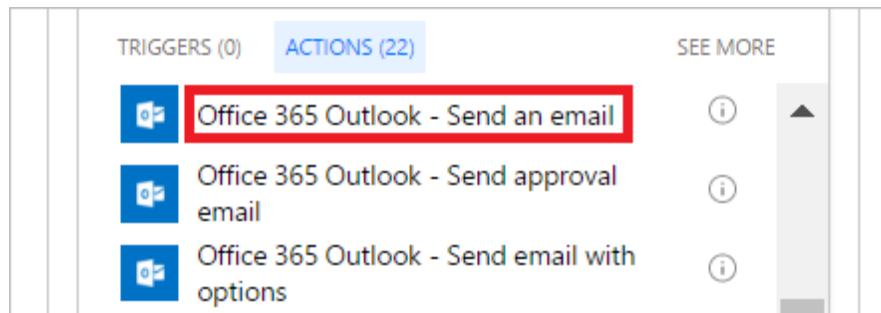 TRIGGERS (0) ACTIONS (22) SEE MORE
Office 365 Outlook - Send an email
Office 365 Outlook - Send approval
email
Office 365 Outlook - Send email with
options